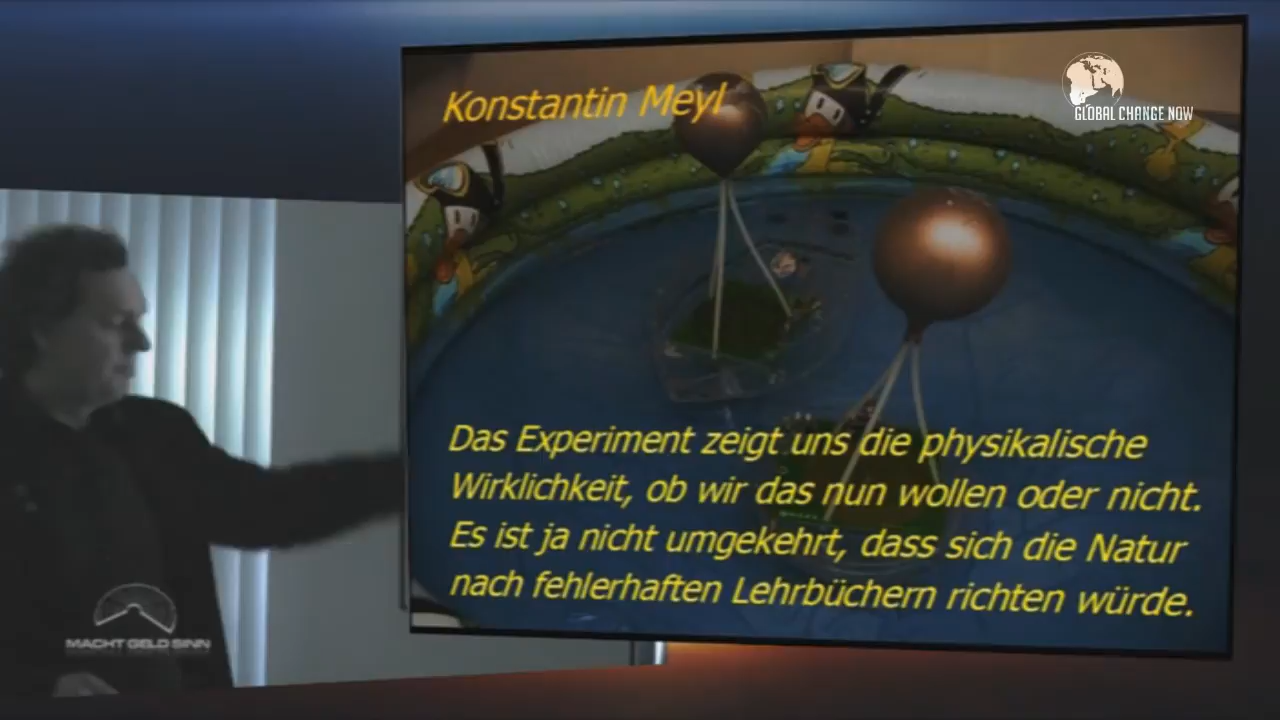 Konstantin Meyl
GLOBAL CHANGE NOW
Das Experiment zeigt uns die physikalische
Wirklichkeit, ob wir das nun wollen oder nicht.
Es ist ja nicht umgekehrt, dass sich die Natur
nach fehlerhaften Lehrbüchern richten würde.
MACHT GELD SINN